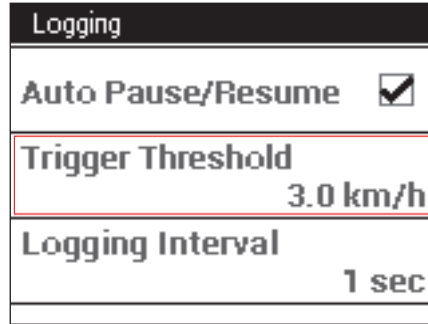 Logging
Auto Pause/Resume
Trigger Threshold
3.0 km/h
Logging Interval
1 sec